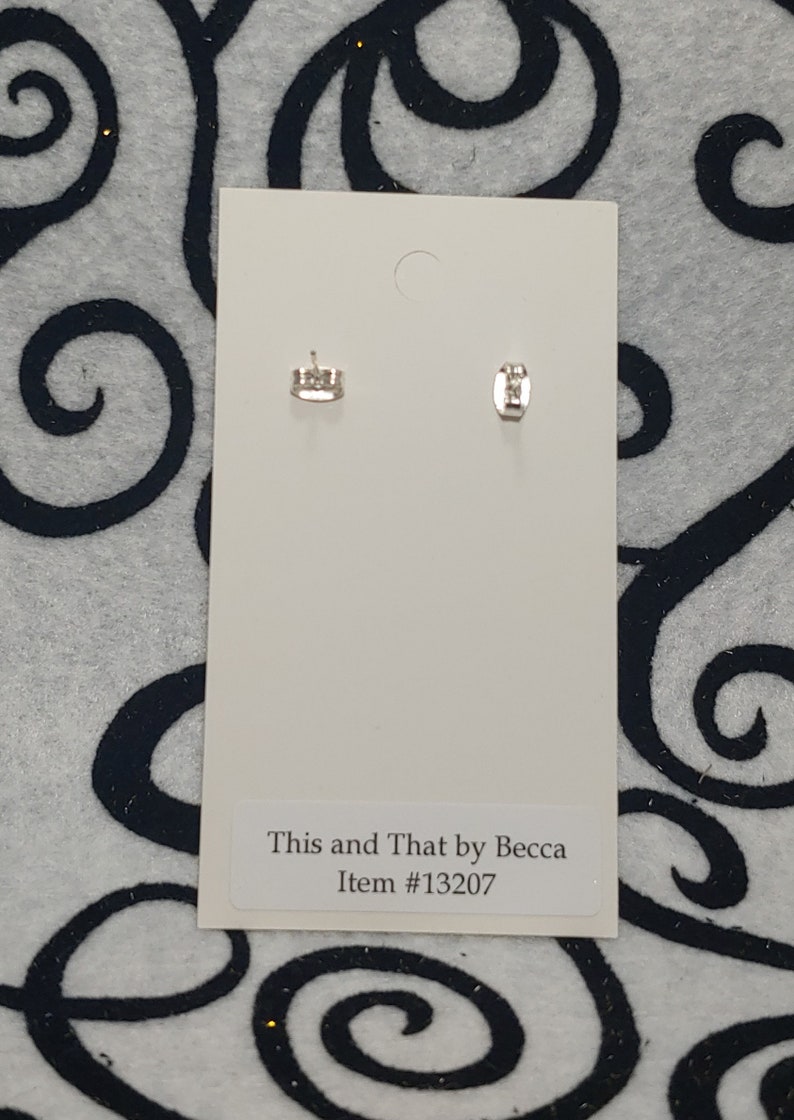 This and That by Becca
Item #13207